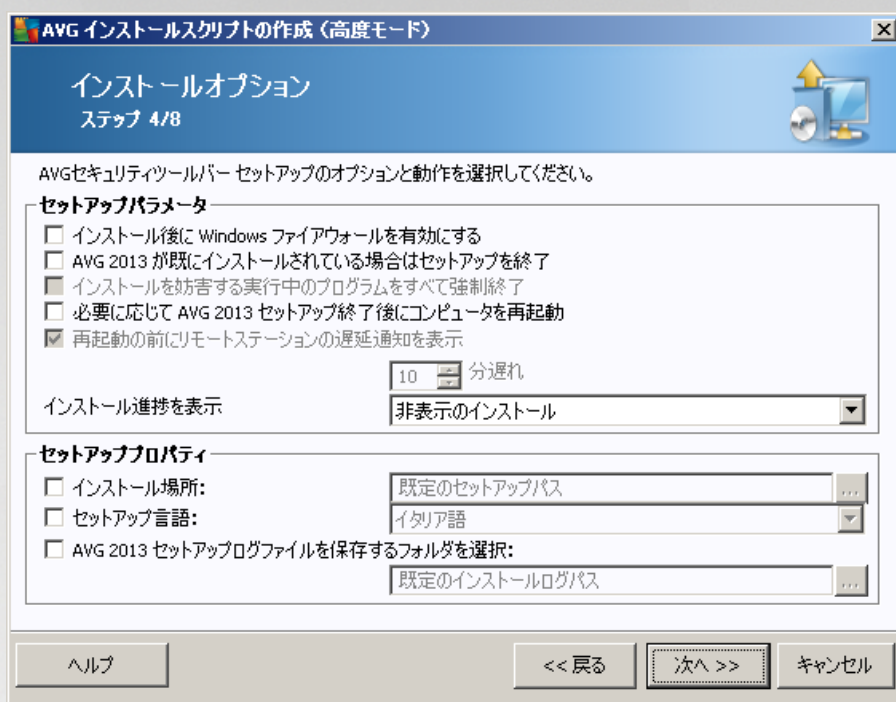 AVG インストールスクリプトの作成（高度モード）
インストールオプション
ステップ 4/8
AVGセキュリティツールバー セットアップのオプションと動作を選択してください。
セットアップパラメータ
インストール後に Windows ファイアウォールを有効にする
AVG 2013 が既にインストールされている場合はセットアップを終了
インストールを妨害する実行中のプログラムをすべて強制終了
必要に応じて AVG 2013 セットアップ終了後にコンピュータを再起動
再起動の前にリモートステーションの遅延通知を表示
10 分遅れ
インストール進捗を表示 非表示のインストール
セットアッププロパティ
インストール場所: 既定のセットアップパス ...
セットアップ言語: イタリア語
AVG 2013 セットアップログファイルを保存するフォルダを選択:
既定のインストールログパス ...
ヘルプ << 戻る 次へ >> キャンセル